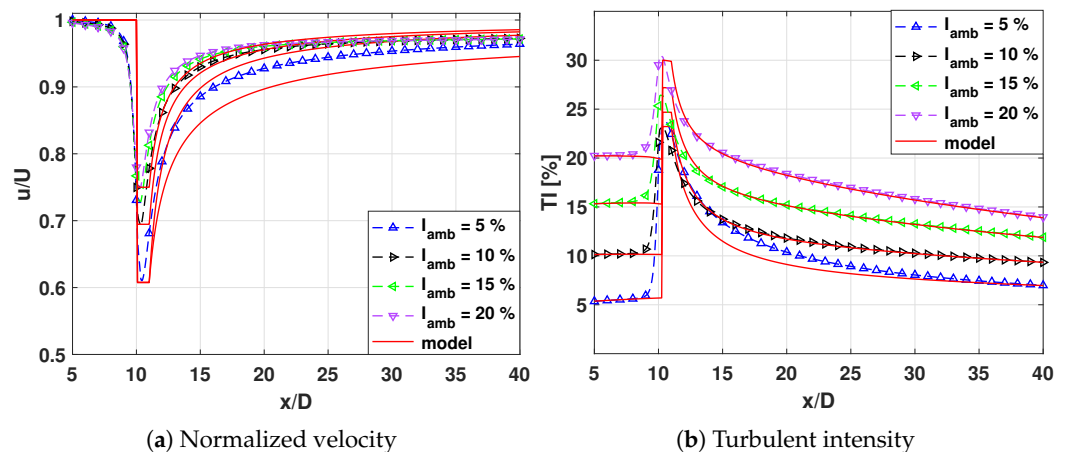 1
0.9
0.8
0.7
0.6
0.5
u/U
5 10 15 20 25 30 35 40
x/D
I_amb = 5 %
I_amb = 10 %
I_amb = 15 %
I_amb = 20 %
model
(a) Normalized velocity
30
25
20
15
10
5
TI [%]
5 10 15 20 25 30 35 40
x/D
I_amb = 5 %
I_amb = 10 %
I_amb = 15 %
I_amb = 20 %
model
(b) Turbulent intensity